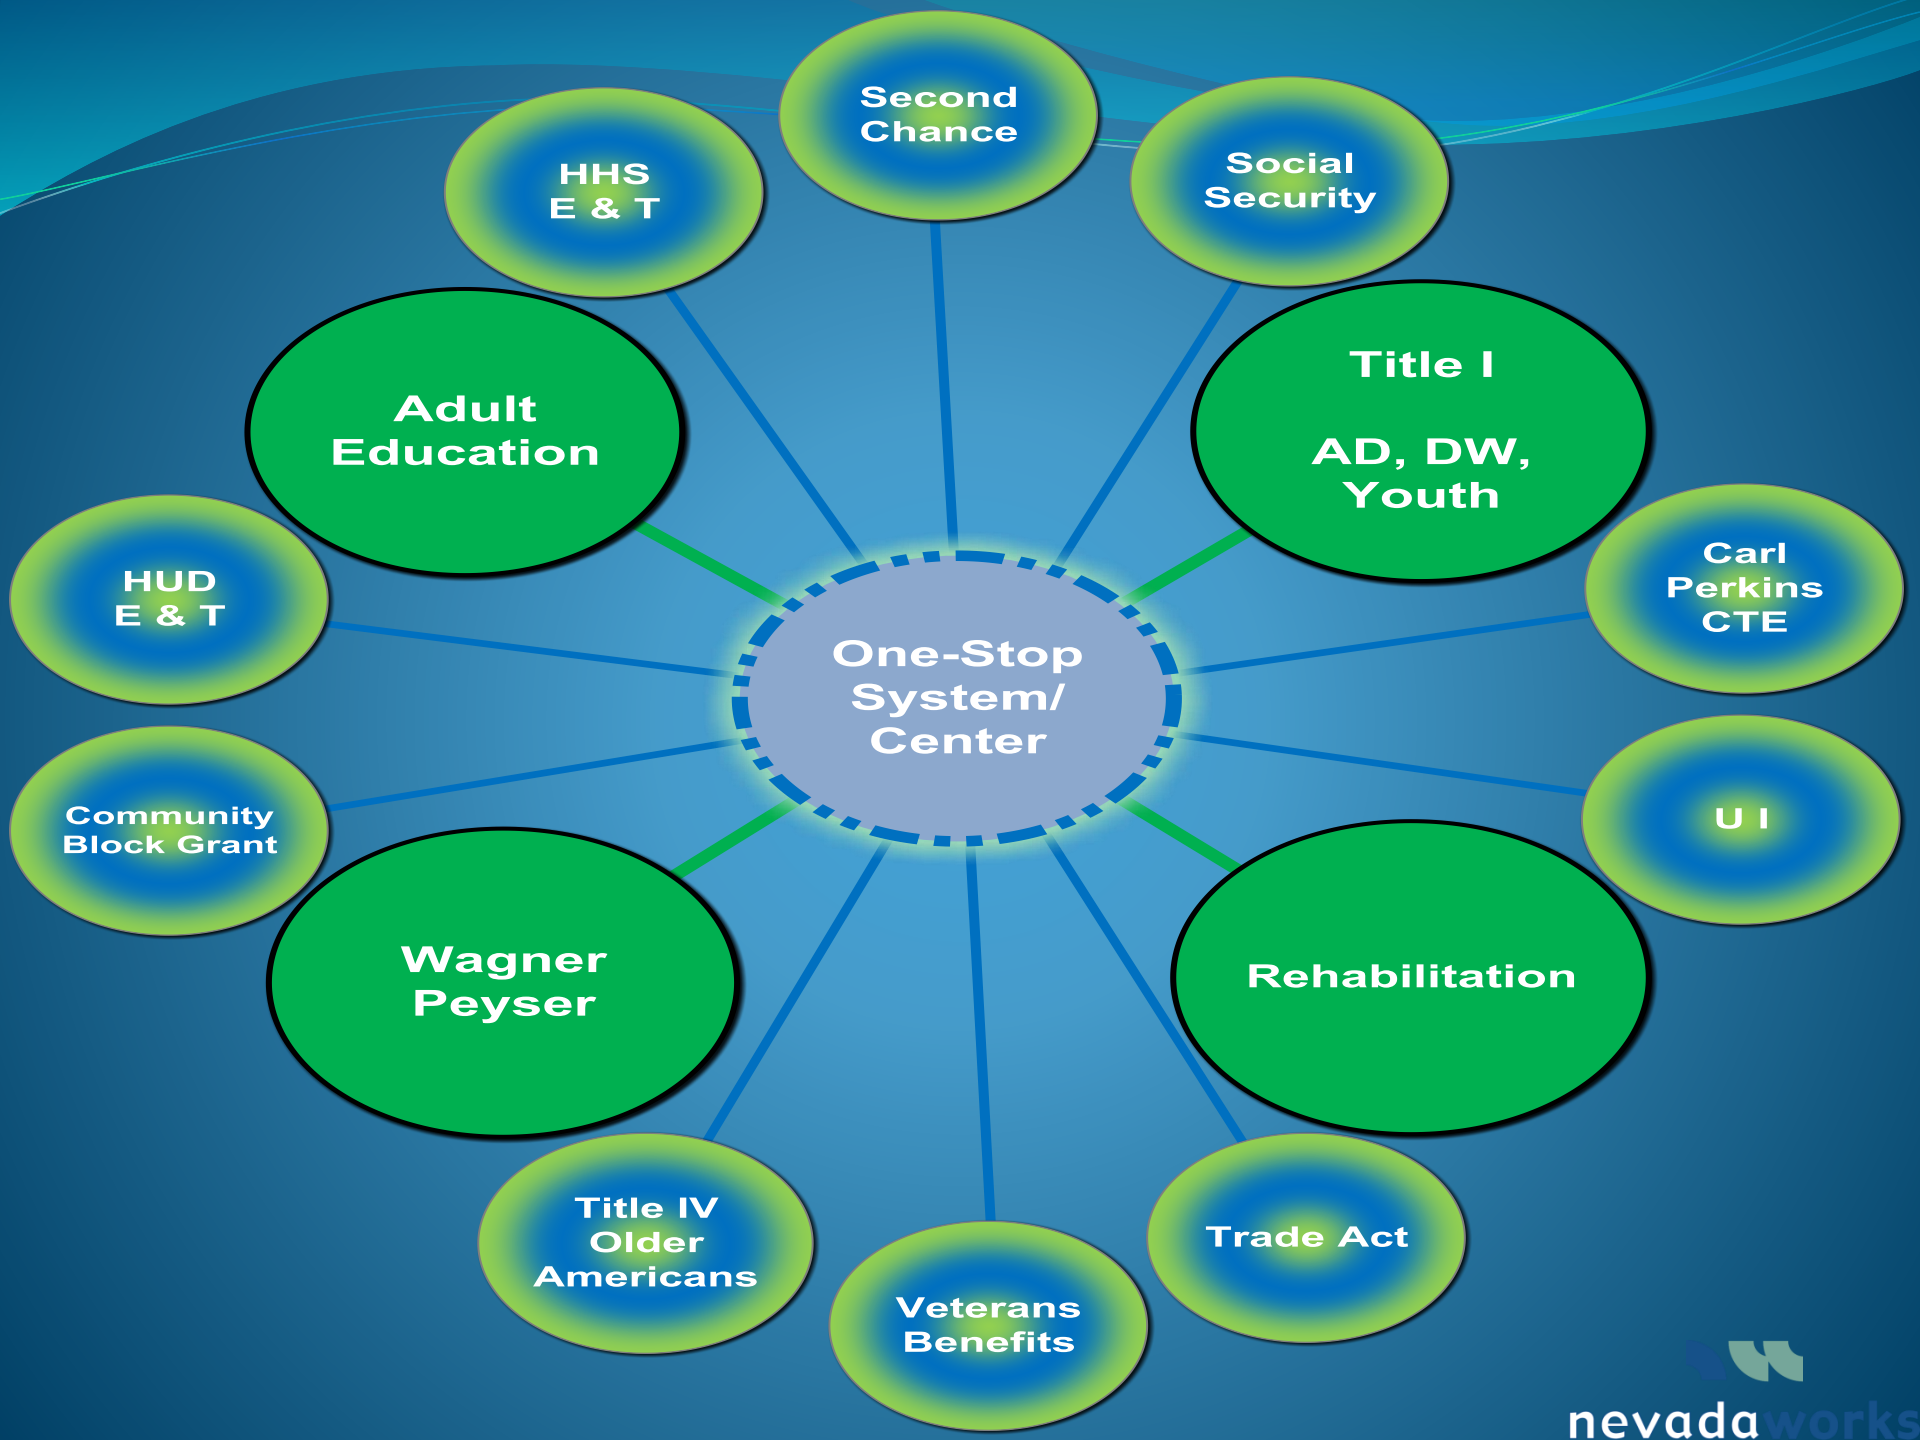 Second
Chance
HHS
E & T
Social
Security
Adult
Education
Title I
AD, DW,
Youth
HUD
E & T
Carl
Perkins
CTE
One-Stop
System/
Center
Community
Block Grant
U I
Wagner
Peyser
Rehabilitation
Title IV
Older
Americans
Veterans
Benefits
Trade Act
nevadaworks